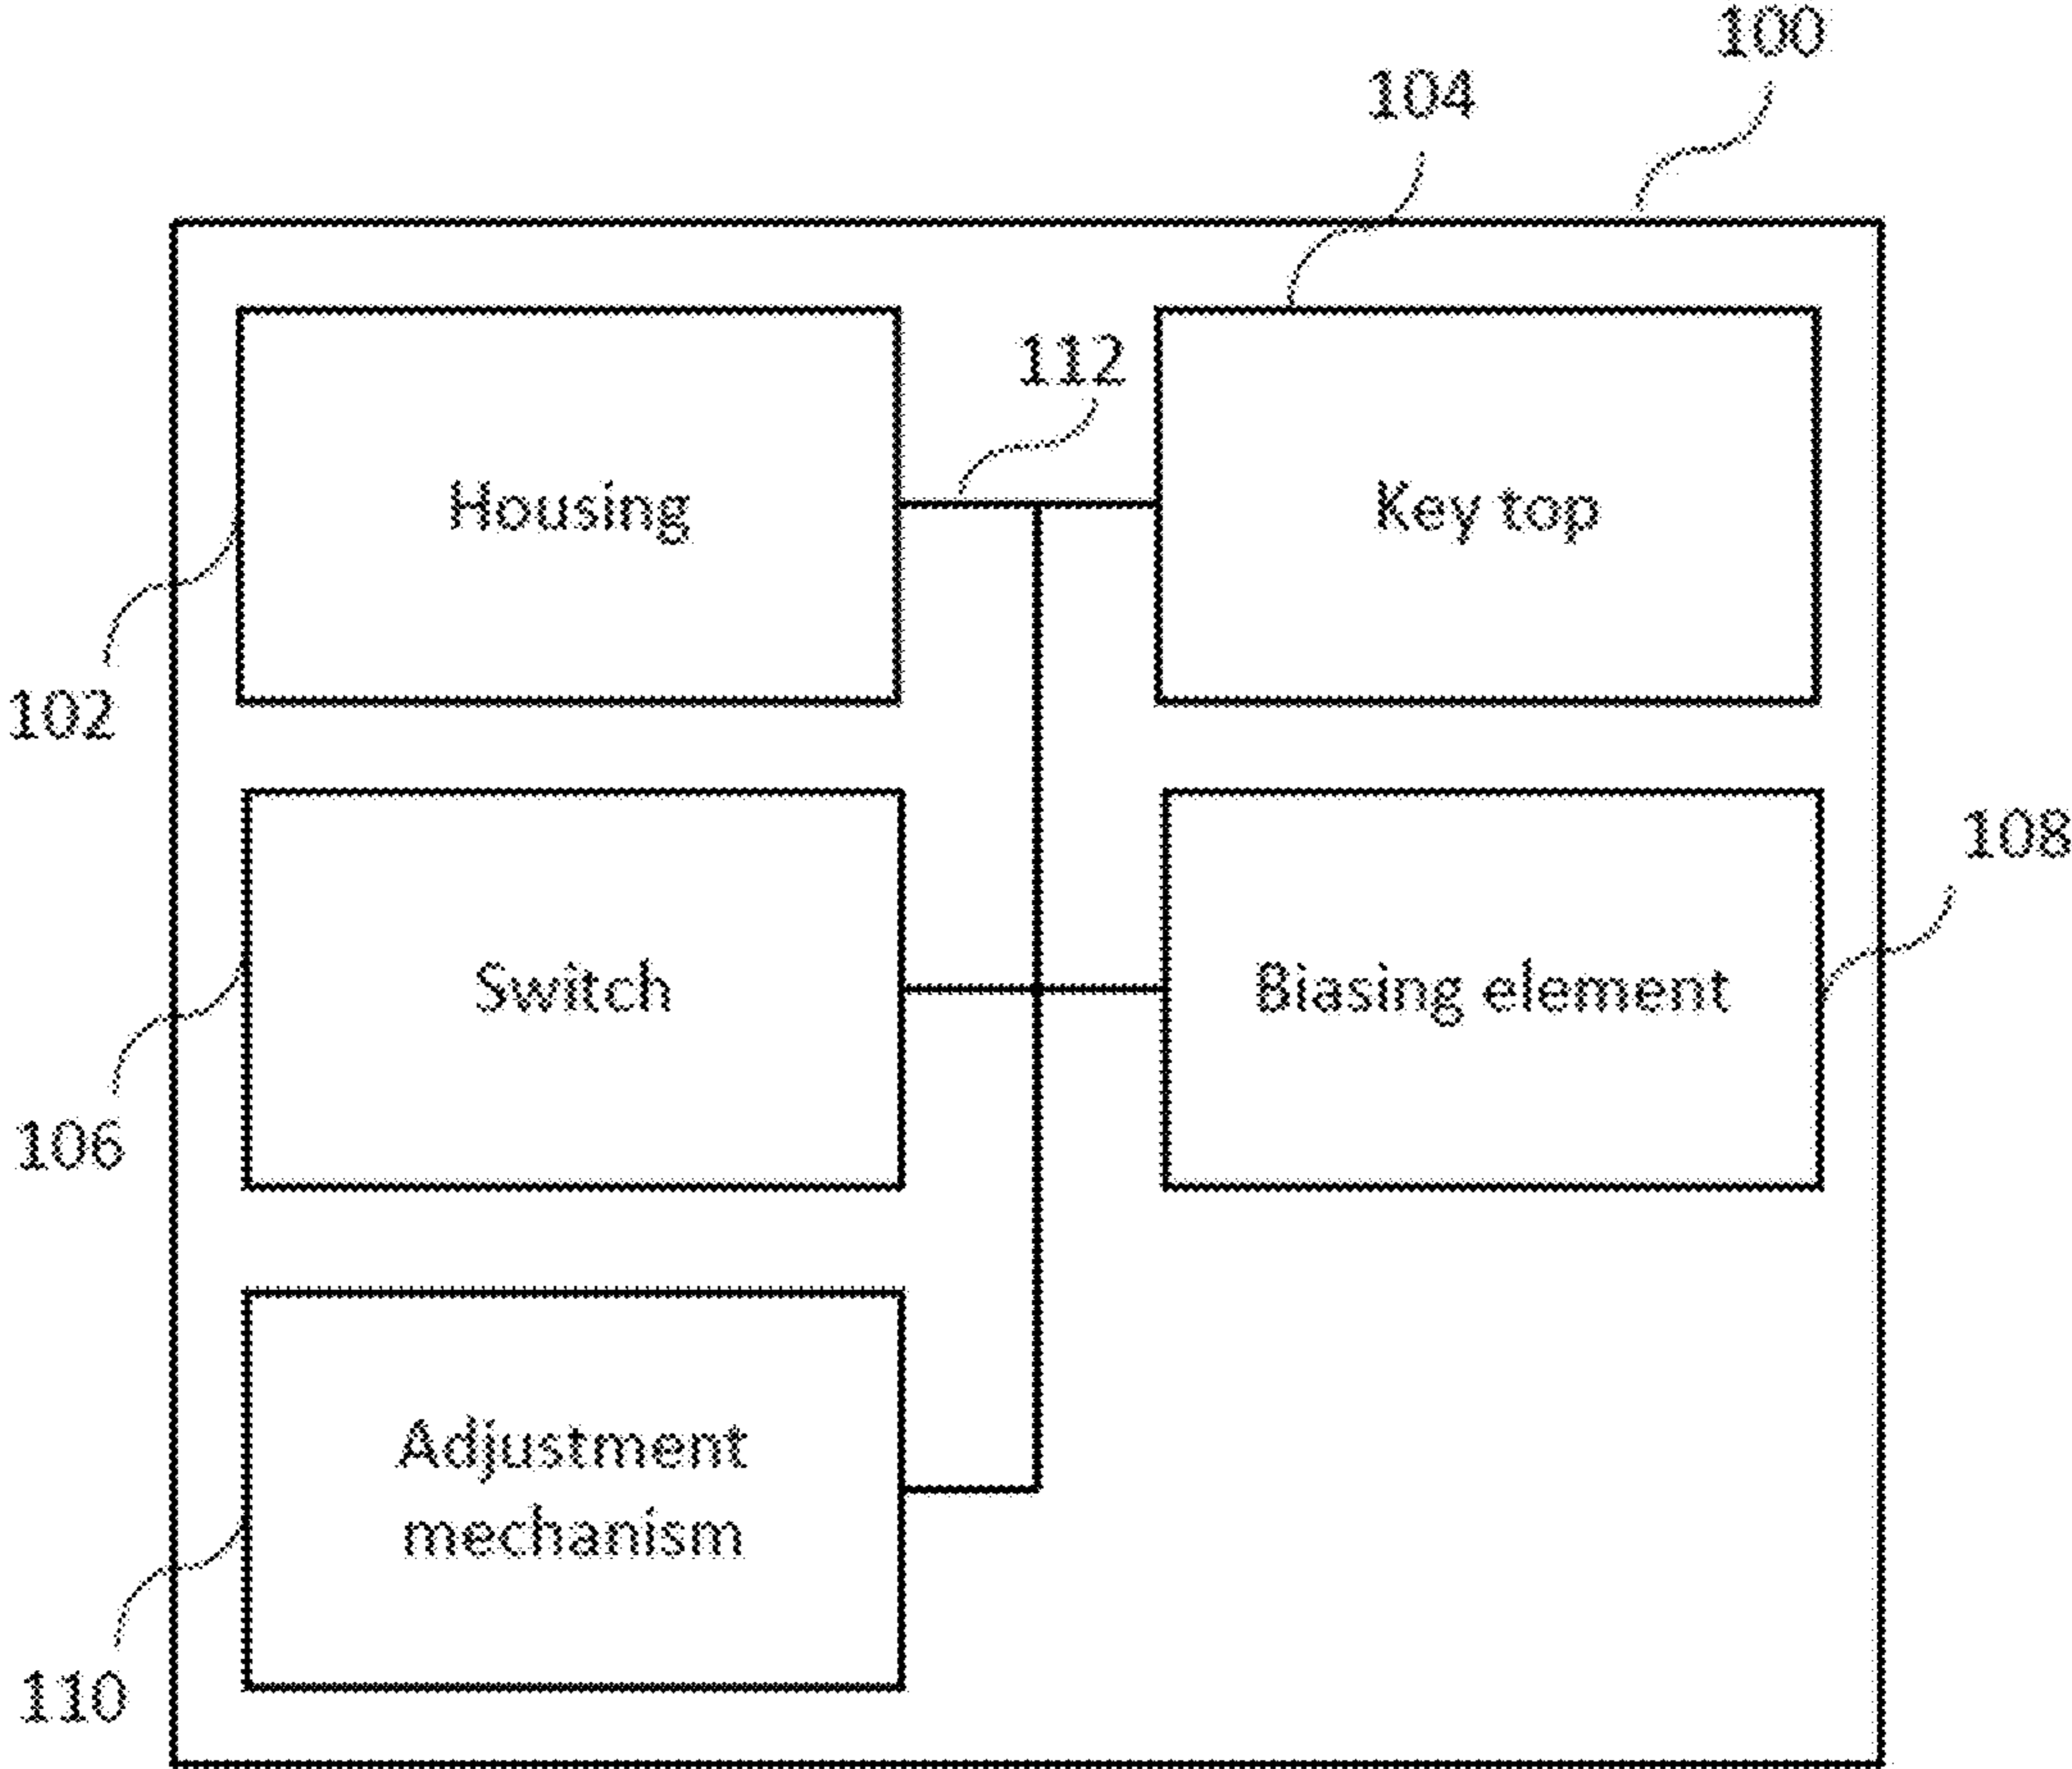 100
104
112
Housing
Key top
102
108
Switch
Biasing element
106
Adjustment
mechanism
110